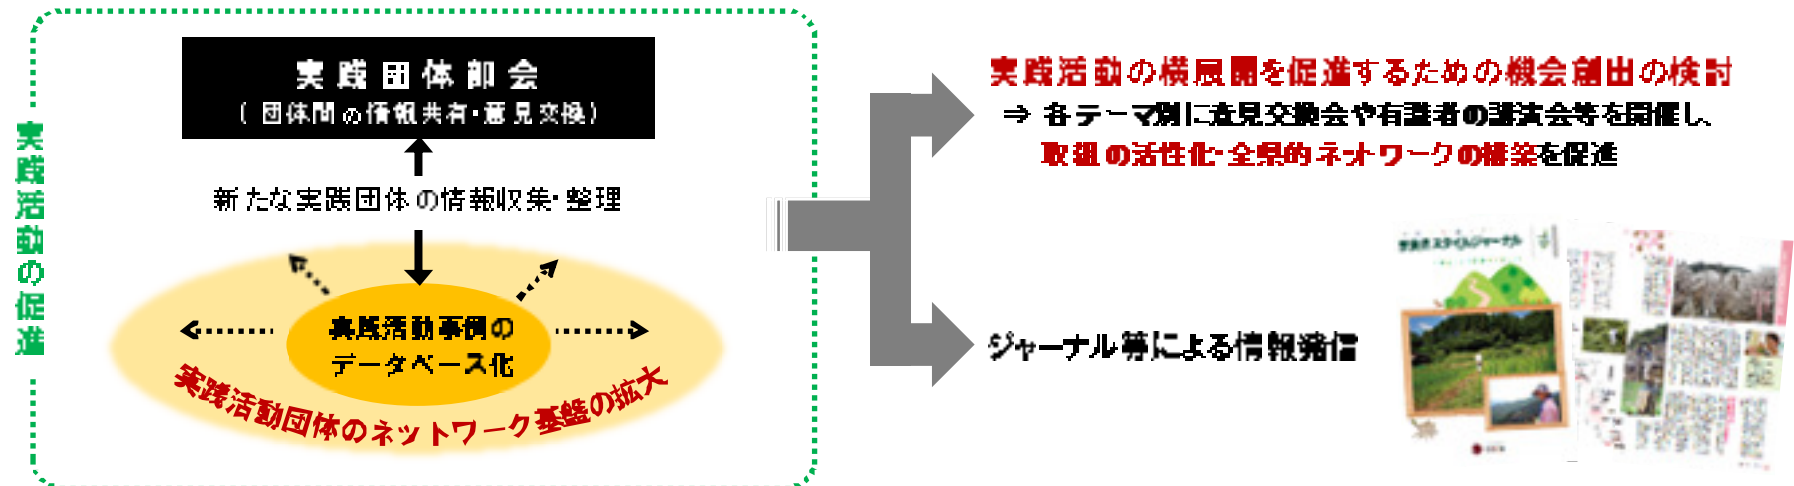 実践活動の促進
実践団体部会
(団体間の情報共有・意見交換)
新たな実践団体の情報収集・整理
実践活動事例の
データベース化
実践活動団体のネットワーク基盤の拡大
実践活動の横展開を促進するための機会創出の検討
⇒ 各テーマ別に意見交換会や有識者の講演会等を開催し、
取組の活性化・全県的ネットワークの構築を促進
ジャーナル等による情報発信